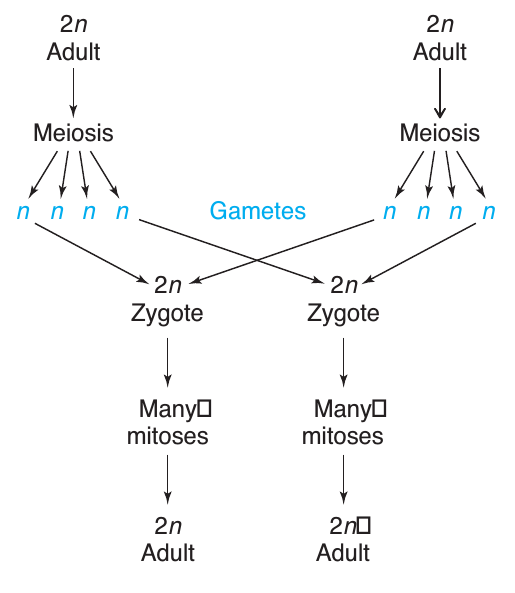 2n 2n
Adult Adult
Meiosis Meiosis
n n n n Gametes n n n n
2n 2n
Zygote Zygote
Many□ Many□
mitoses mitoses
2n 2n□
Adult Adult